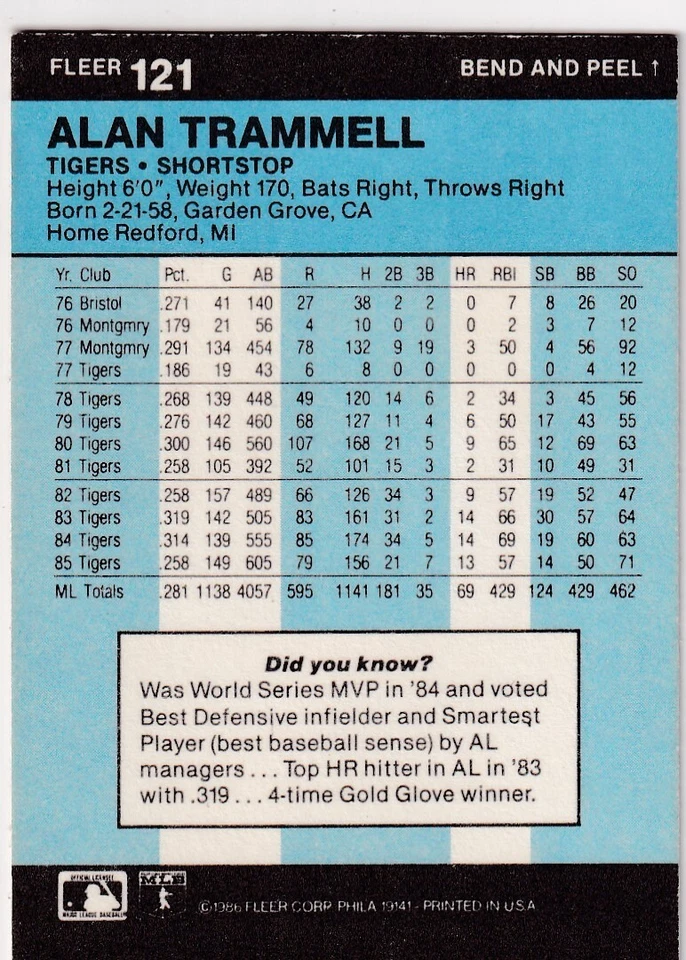 FLEER 121 BEND AND PEEL ↑
ALAN TRAMMELL
TIGERS • SHORTSTOP
Height 6'0", Weight 170, Bats Right, Throws Right
Born 2-21-58, Garden Grove, CA
Home Redford, MI
Yr. Club Pct. G AB R H 2B 3B HR RBI SB BB SO
76 Bristol .271 41 140 27 38 2 2 0 7 8 26 20
76 Montgmry .179 21 56 4 10 0 0 0 2 3 7 12
77 Montgmry .291 134 454 78 132 9 19 3 50 4 56 92
77 Tigers .186 19 43 6 8 0 0 0 0 0 4 12
78 Tigers .268 139 448 49 120 14 6 2 34 3 45 56
79 Tigers .276 142 460 68 127 11 4 6 50 17 43 55
80 Tigers .300 146 560 107 168 21 5 9 65 12 69 63
81 Tigers .258 105 392 52 101 15 3 2 31 10 49 31
82 Tigers .258 157 489 66 126 34 3 9 57 19 52 47
83 Tigers .319 142 505 83 161 31 2 14 66 30 57 64
84 Tigers .314 139 555 85 174 34 5 14 69 19 60 63
85 Tigers .258 149 605 79 156 21 7 13 57 14 50 71
ML Totals .281 1138 4057 595 1141 181 35 69 429 124 429 462
Did you know?
Was World Series MVP in '84 and voted
Best Defensive infielder and Smartest
Player (best baseball sense) by AL
managers . . . Top HR hitter in AL in '83
with .319 . . . 4-time Gold Glove winner.
OFFICIAL LICENSEE
MAJOR LEAGUE BASEBALL
MLB
©1986 FLEER CORP. PHILA 19141 - PRINTED IN U.S.A.